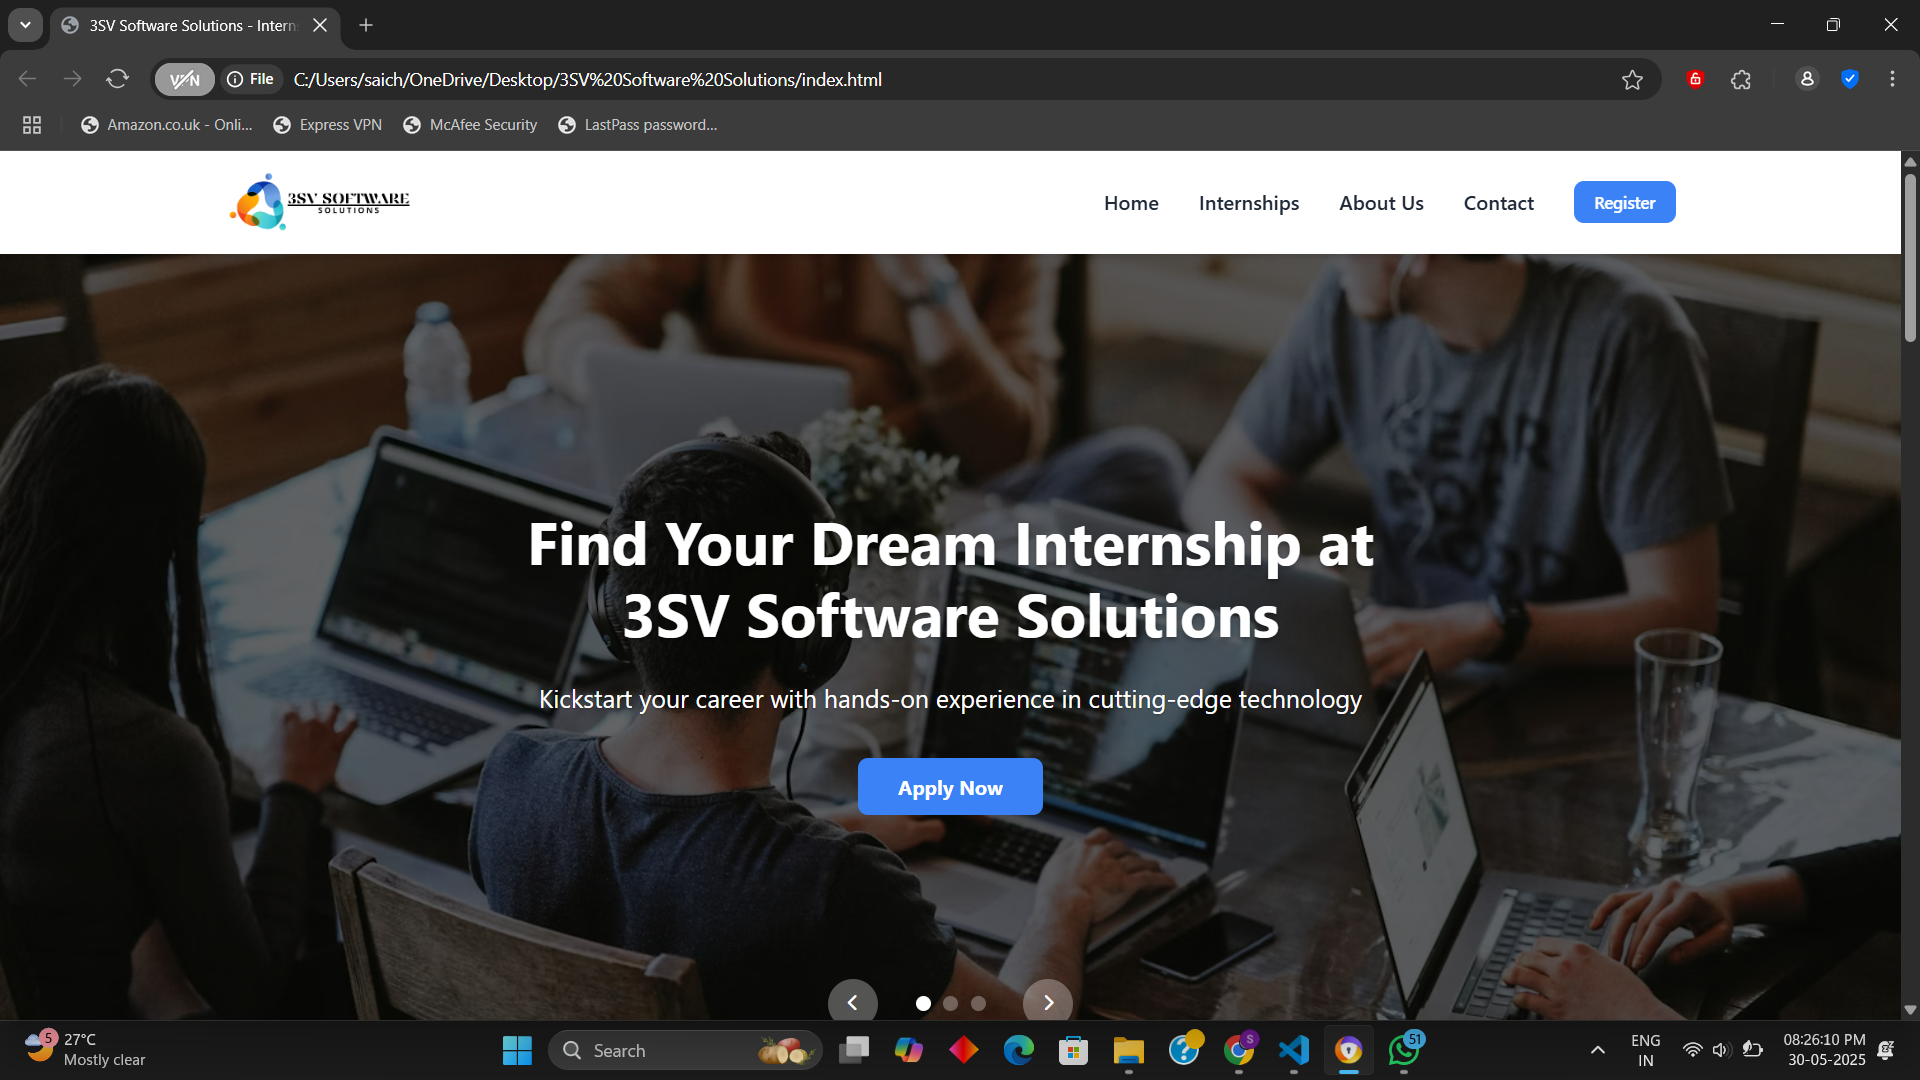 3SV Software Solutions - Intern
VPN
File
C:/Users/saich/OneDrive/Desktop/3SV%20Software%20Solutions/index.html
Amazon.co.uk - Onli...
Express VPN
McAfee Security
LastPass password...
3SV SOFTWARE
SOLUTIONS
Home
Internships
About Us
Contact
Register
Find Your Dream Internship at
3SV Software Solutions
Kickstart your career with hands-on experience in cutting-edge technology
Apply Now
5
27°C
Mostly clear
Search
S
51
ENG
IN
08:26:10 PM
30-05-2025